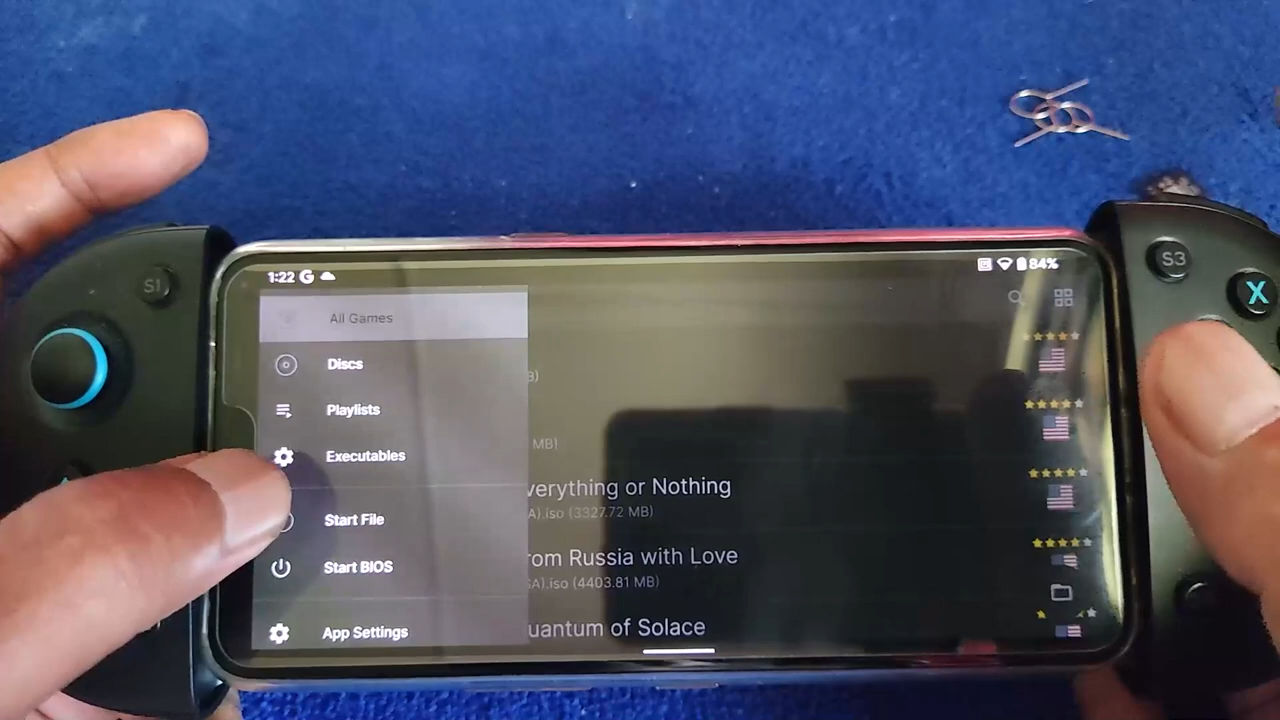 1:22 G
84%
All Games
Discs
Playlists
Executables
Start File
Start BIOS
App Settings
B)
MB)
verything or Nothing
A).iso (3327.72 MB)
rom Russia with Love
SA).iso (4403.81 MB)
uantum of Solace
S1
S3
X